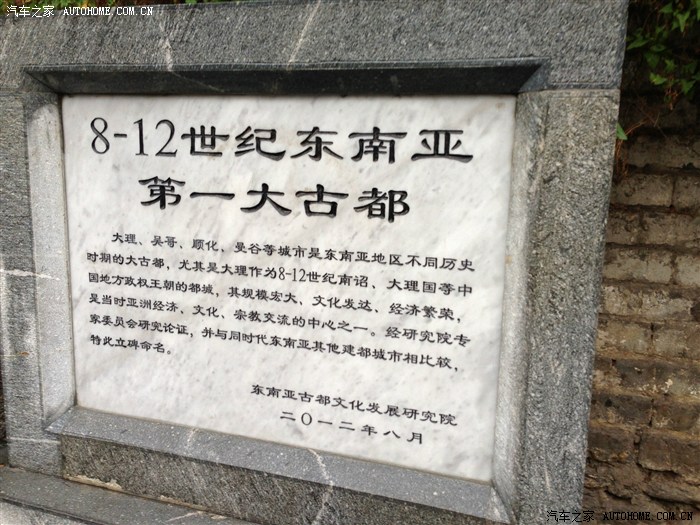 汽车之家 AUTOHOME.COM.CN
8-12世纪东南亚
第一大古都
大理、吴哥、顺化、曼谷等城市是东南亚地区不同历史
时期的大古都,尤其是大理作为8-12世纪南诏、大理国等中
国地方政权王朝的都城,其规模宏大、文化发达、经济繁荣,
是当时亚洲经济、文化、宗教交流的中心之一。经研究院专
家委员会研究论证,并与同时代东南亚其他建都城市相比较,
特此立碑命名。
东南亚古都文化发展研究院
二〇一二年八月
汽车之家 AUTOHOME.COM.CN